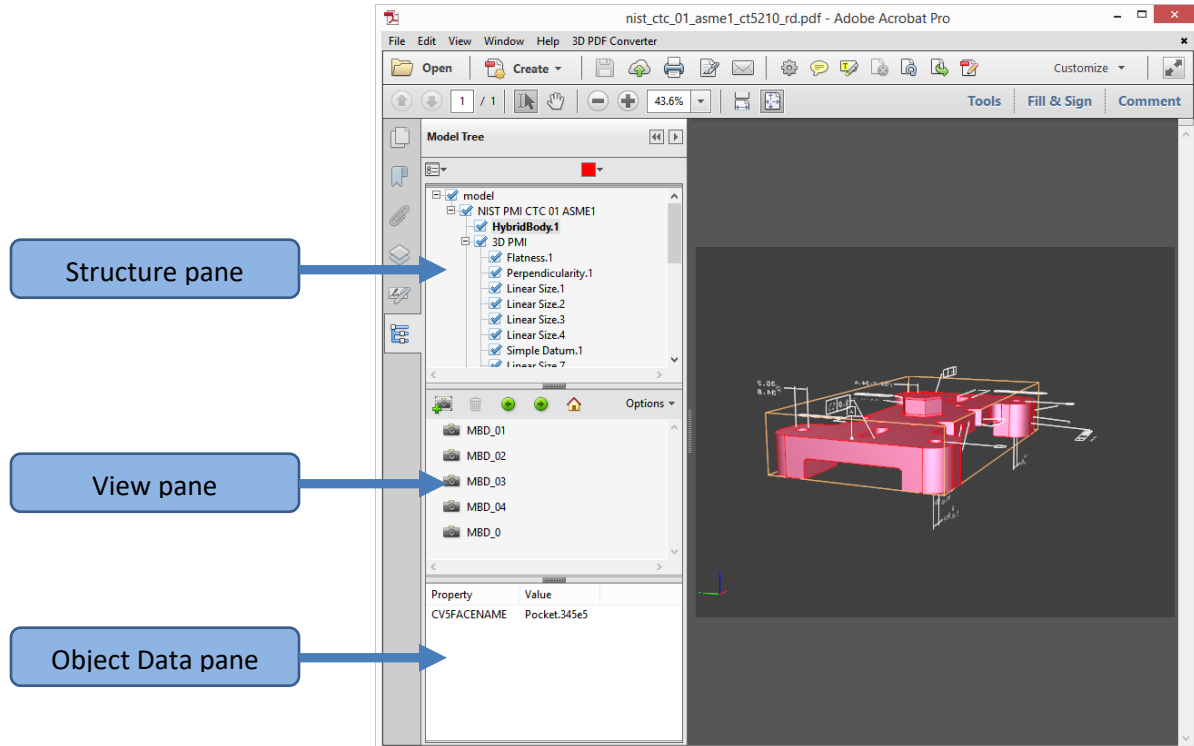 nist_ctc_01_asme1_ct5210_rd.pdf - Adobe Acrobat Pro
File Edit View Window Help 3D PDF Converter
Open Create Customize
1 / 1 43.6% Tools Fill & Sign Comment
Model Tree
model
NIST PMI CTC 01 ASME1
HybridBody.1
3D PMI
Flatness.1
Perpendicularity.1
Linear Size.1
Linear Size.2
Linear Size.3
Linear Size.4
Simple Datum.1
Linear Size.7
Options
MBD_01
MBD_02
MBD_03
MBD_04
MBD_0
Property Value
CV5FACENAME Pocket.345e5
Structure pane
View pane
Object Data pane